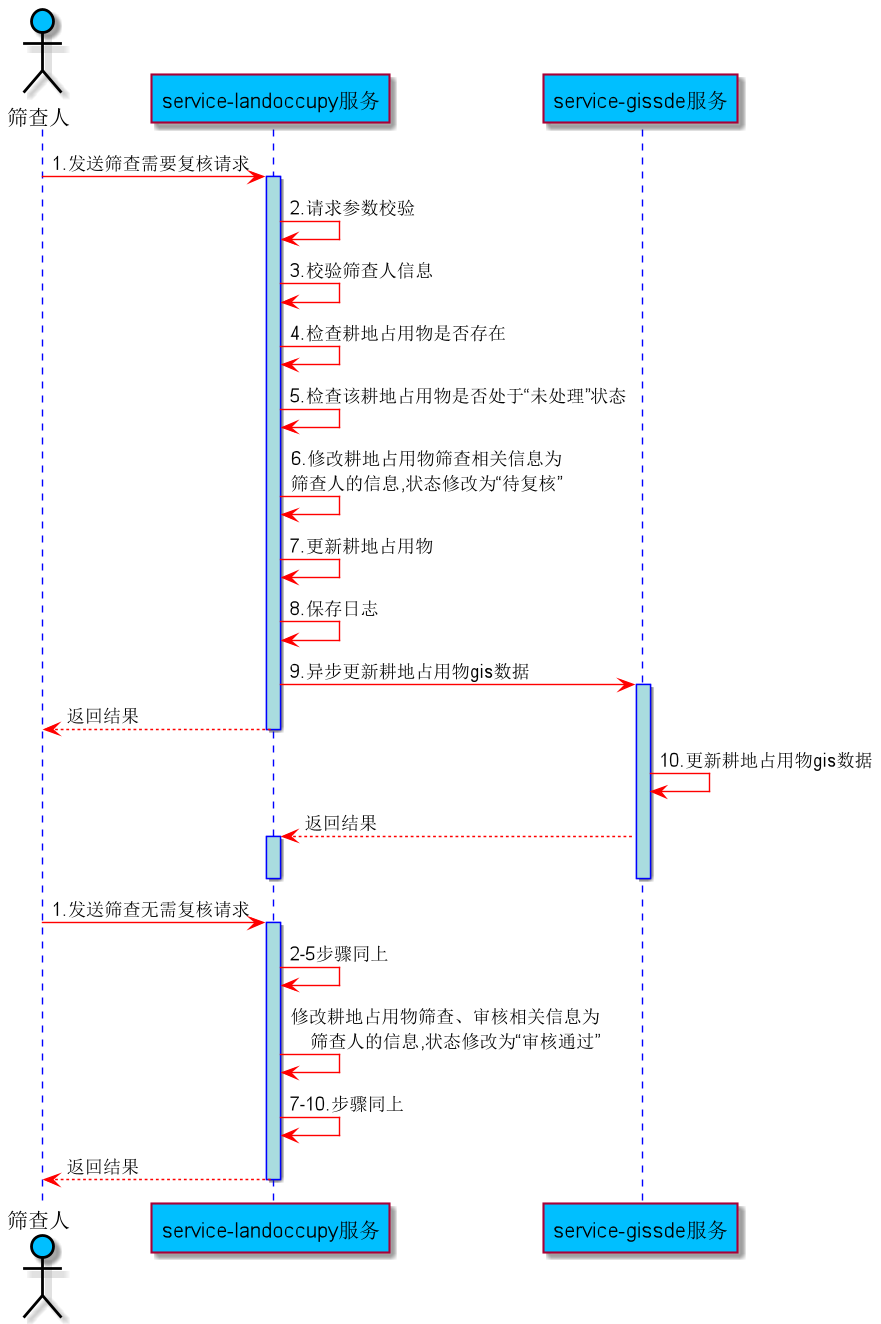 筛查人
service-landoccupy服务
service-gissde服务
1.发送筛查需要复核请求
2.请求参数校验
3.校验筛查人信息
4.检查耕地占用物是否存在
5.检查该耕地占用物是否处于“未处理”状态
6.修改耕地占用物筛查相关信息为
筛查人的信息,状态修改为“待复核”
7.更新耕地占用物
8.保存日志
9.异步更新耕地占用物gis数据
返回结果
10.更新耕地占用物gis数据
返回结果
1.发送筛查无需复核请求
2-5步骤同上
修改耕地占用物筛查、审核相关信息为
筛查人的信息,状态修改为“审核通过”
7-10.步骤同上
返回结果
筛查人
service-landoccupy服务
service-gissde服务